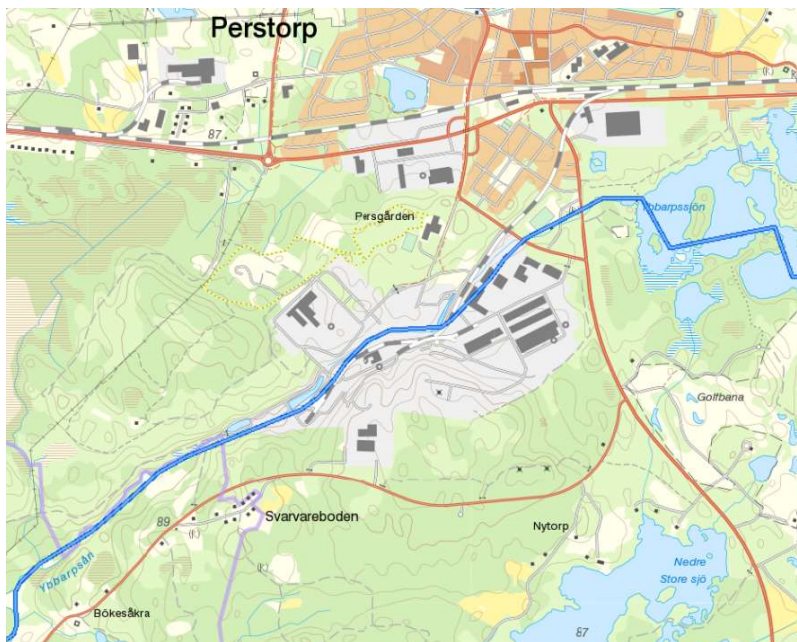 Perstorp
(K)
87
Ybbarpssjön
Persgården
(K)
Golfbana
Svarvareboden
89
(K)
Nytorp
(K)
Nedre
Store sjö
Ybbarpsån
Bökesåkra
87